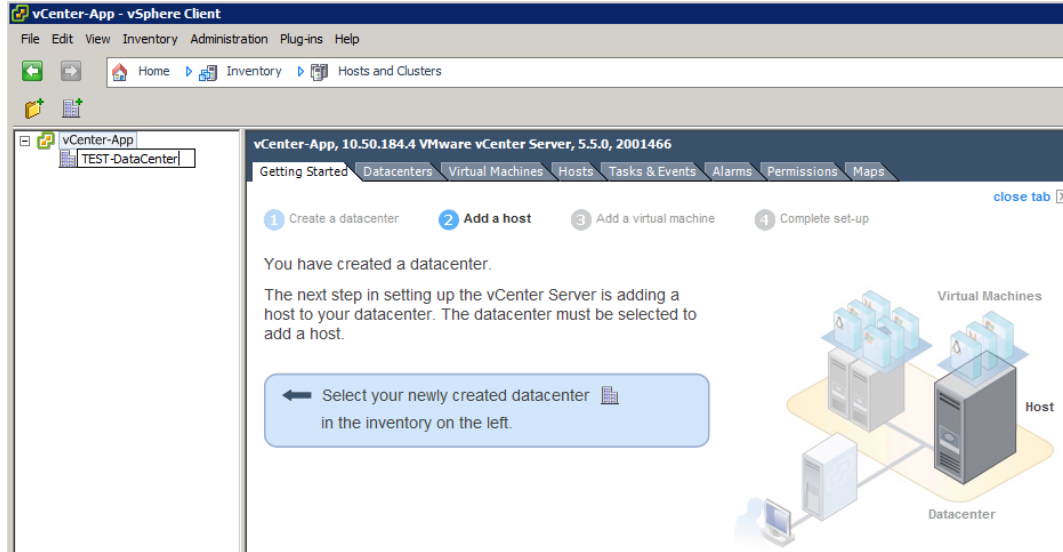 vCenter-App - vSphere Client
File Edit View Inventory Administration Plug-ins Help
Home Inventory Hosts and Clusters
vCenter-App
TEST-DataCenter
vCenter-App, 10.50.184.4 VMware vCenter Server, 5.5.0, 2001466
Getting Started Datacenters Virtual Machines Hosts Tasks & Events Alarms Permissions Maps
close tab
1 Create a datacenter 2 Add a host 3 Add a virtual machine 4 Complete set-up
You have created a datacenter.
The next step in setting up the vCenter Server is adding a
host to your datacenter. The datacenter must be selected to
add a host.
Select your newly created datacenter
in the inventory on the left.
Virtual Machines
Host
Datacenter